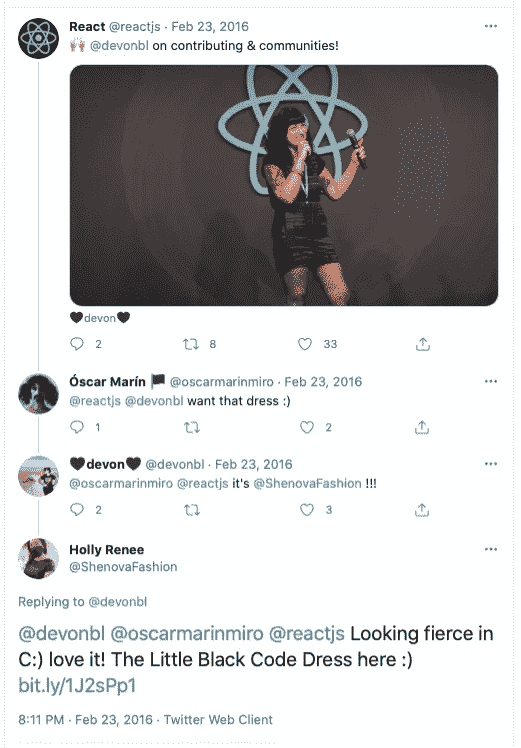 React @reactjs · Feb 23, 2016
🙌🏻 @devonbl on contributing & communities!
🖤devon🖤
2 8 33
Óscar Marín 🏴 @oscarmarinmiro · Feb 23, 2016
@reactjs @devonbl want that dress :)
1 2
🖤devon🖤 @devonbl · Feb 23, 2016
@oscarmarinmiro @reactjs it's @ShenovaFashion !!!
2 3
Holly Renee
@ShenovaFashion
Replying to @devonbl
@devonbl @oscarmarinmiro @reactjs Looking fierce in
C:) love it! The Little Black Code Dress here :)
bit.ly/1J2sPp1
8:11 PM · Feb 23, 2016 · Twitter Web Client